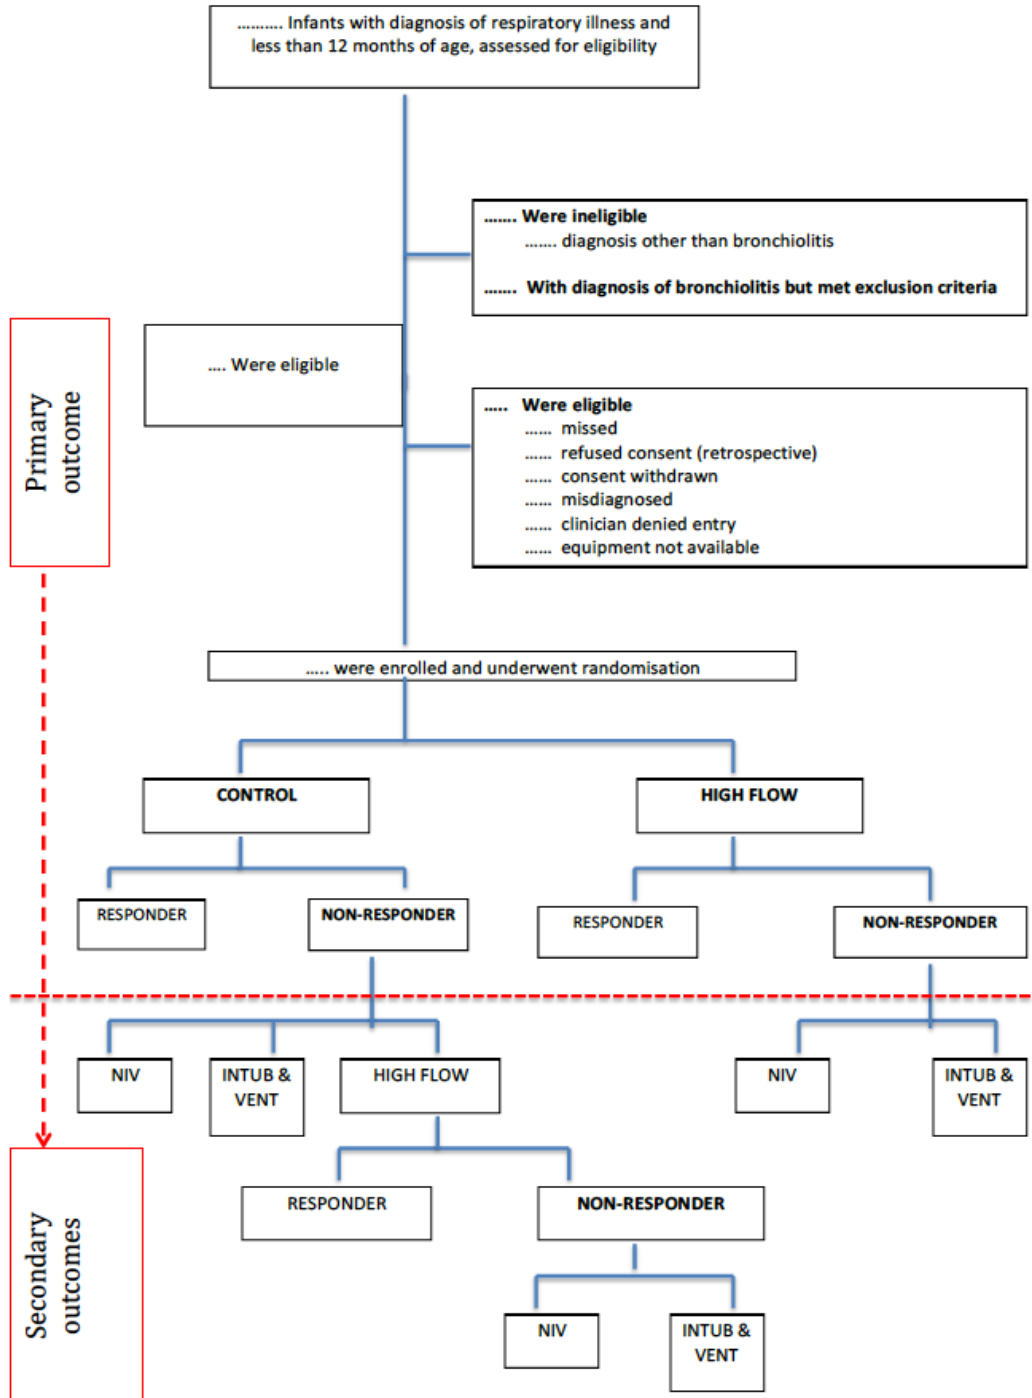 .......... Infants with diagnosis of respiratory illness and
less than 12 months of age, assessed for eligibility
....... Were ineligible
....... diagnosis other than bronchiolitis
....... With diagnosis of bronchiolitis but met exclusion criteria
.... Were eligible
Primary
outcome
..... Were eligible
...... missed
...... refused consent (retrospective)
...... consent withdrawn
...... misdiagnosed
...... clinician denied entry
...... equipment not available
..... were enrolled and underwent randomisation
CONTROL
HIGH FLOW
RESPONDER
NON-RESPONDER
RESPONDER
NON-RESPONDER
NIV
INTUB &
VENT
HIGH FLOW
NIV
INTUB &
VENT
Secondary
outcomes
RESPONDER
NON-RESPONDER
NIV
INTUB &
VENT